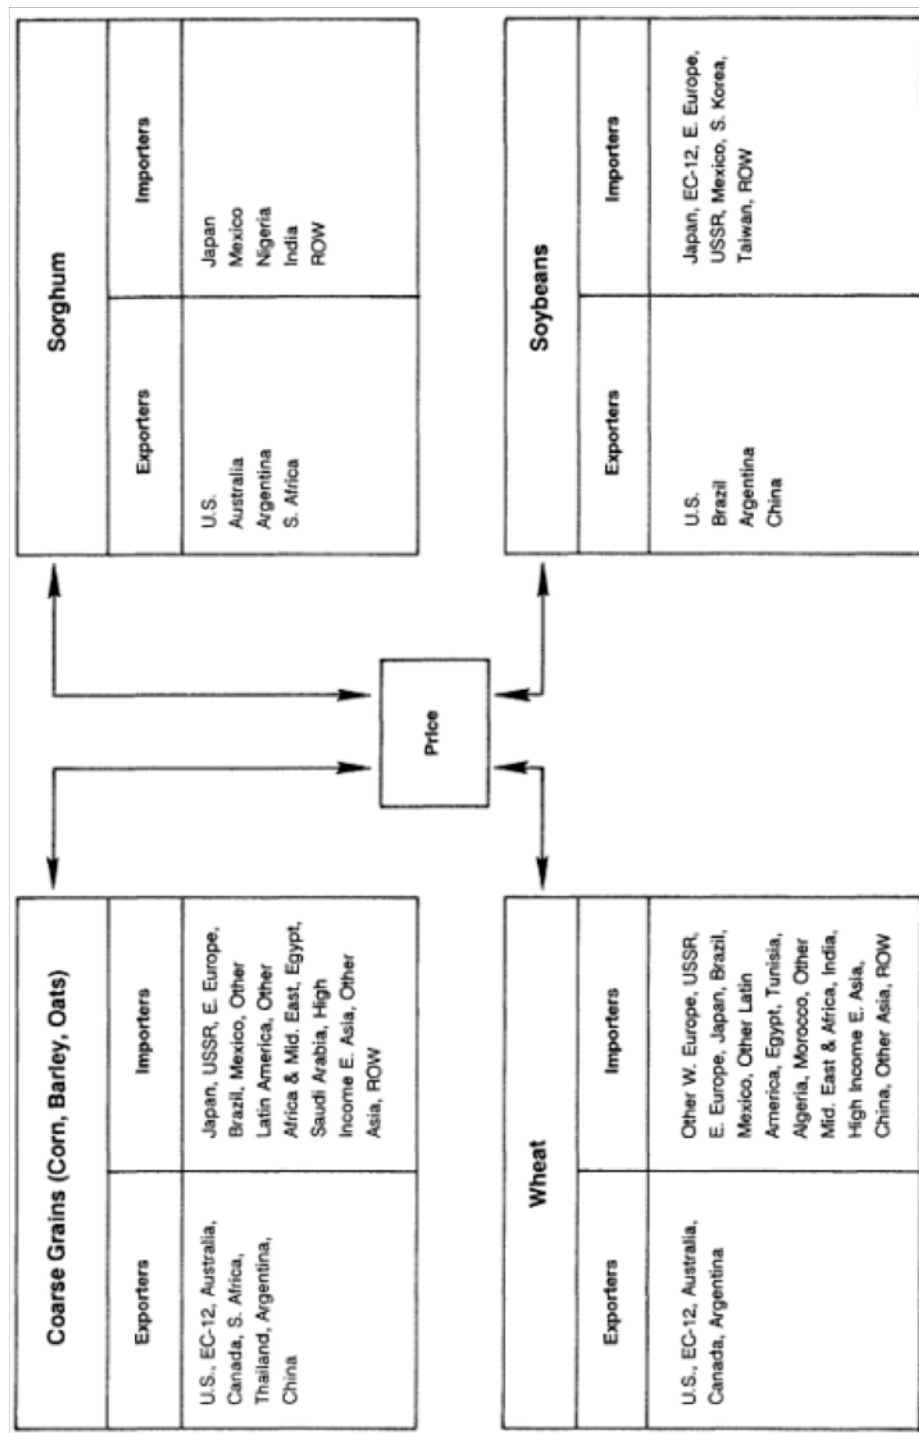 Coarse Grains (Corn, Barley, Oats)
Exporters
Importers
U.S., EC-12, Australia,
Canada, S. Africa,
Thailand, Argentina,
China
Japan, USSR, E. Europe,
Brazil, Mexico, Other
Latin America, Other
Africa & Mid. East, Egypt,
Saudi Arabia, High
Income E. Asia, Other
Asia, ROW
Sorghum
Exporters
Importers
U.S.
Australia
Argentina
S. Africa
Japan
Mexico
Nigeria
India
ROW
Price
Wheat
Exporters
Importers
U.S., EC-12, Australia,
Canada, Argentina
Other W. Europe, USSR,
E. Europe, Japan, Brazil,
Mexico, Other Latin
America, Egypt, Tunisia,
Algeria, Morocco, Other
Mid. East & Africa, India,
High Income E. Asia,
China, Other Asia, ROW
Soybeans
Exporters
Importers
U.S.
Brazil
Argentina
China
Japan, EC-12, E. Europe,
USSR, Mexico, S. Korea,
Taiwan, ROW